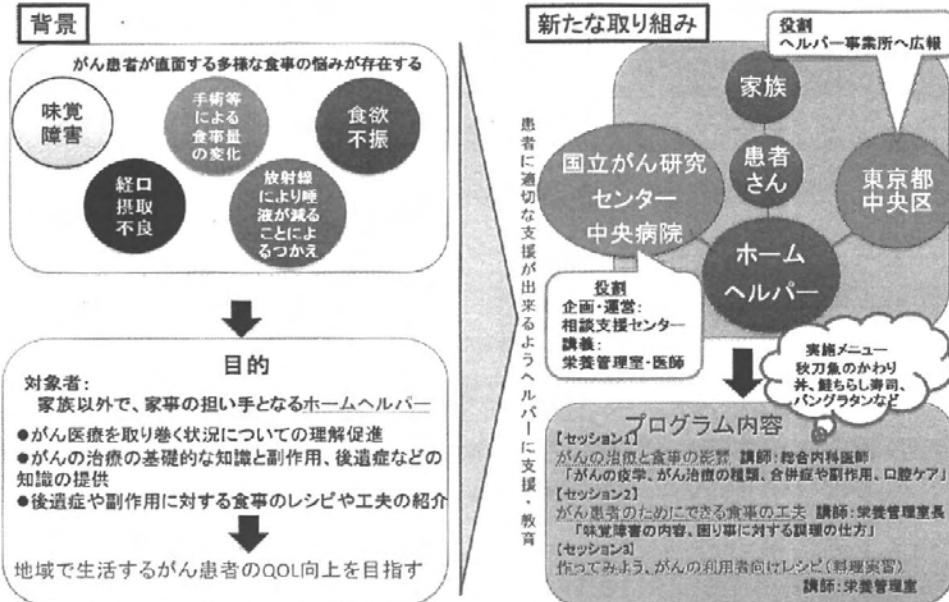 背景
がん患者が直面する多様な食事の悩みが存在する
味覚
障害
手術等
による
食事量
の変化
食欲
不振
経口
摂取
不良
放射線
により唾
液が減る
ことによ
るつかえ
目的
対象者:
家族以外で、家事の担い手となるホームヘルパー
●がん医療を取り巻く状況についての理解促進
●がんの治療の基礎的な知識と副作用、後遺症などの
知識の提供
●後遺症や副作用に対する食事のレシピや工夫の紹介
地域で生活するがん患者のQOL向上を目指す
患者に適切な支援が出来るようヘルパーに支援・教育
新たな取り組み
役割
ヘルパー事業所へ広報
家族
患者
さん
国立がん研究
センター
中央病院
東京都
中央区
ホーム
ヘルパー
役割
企画・運営:
相談支援センター
講義:
栄養管理室・医師
実施メニュー
秋刀魚のかわり
丼、鮭ちらし寿司、
パングラタンなど
プログラム内容
【セッション1】
がんの治療と食事の影響 講師:総合内科医師
「がんの疫学、がん治療の種類、合併症や副作用、口腔ケア」
【セッション2】
がん患者のためにできる食事の工夫 講師:栄養管理室長
「味覚障害の内容、困り事に対する調理の仕方」
【セッション3】
作ってみよう、がんの利用者向けレシピ(料理実習)
講師:栄養管理室